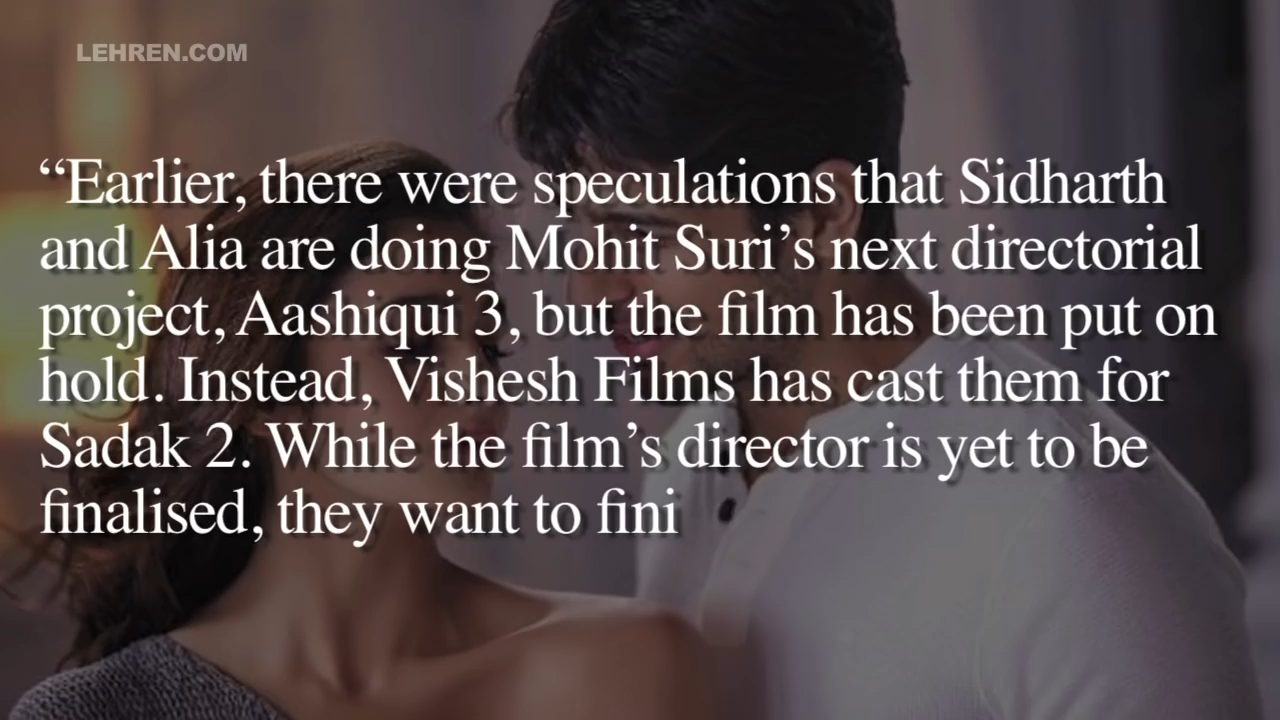 LEHREN.COM
“Earlier, there were speculations that Sidharth
and Alia are doing Mohit Suri’s next directorial
project, Aashiqui 3, but the film has been put on
hold. Instead, Vishesh Films has cast them for
Sadak 2. While the film’s director is yet to be
finalised, they want to fini